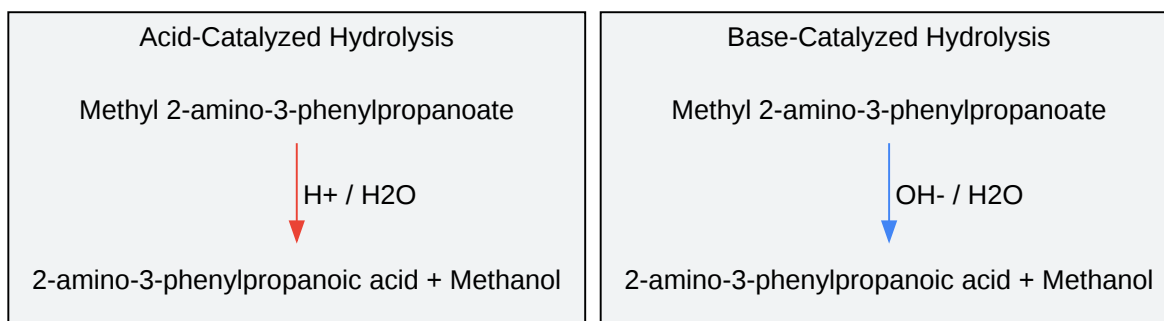 Acid-Catalyzed Hydrolysis
Methyl 2-amino-3-phenylpropanoate
H+ / H2O
2-amino-3-phenylpropanoic acid + Methanol
Base-Catalyzed Hydrolysis
Methyl 2-amino-3-phenylpropanoate
OH- / H2O
2-amino-3-phenylpropanoic acid + Methanol